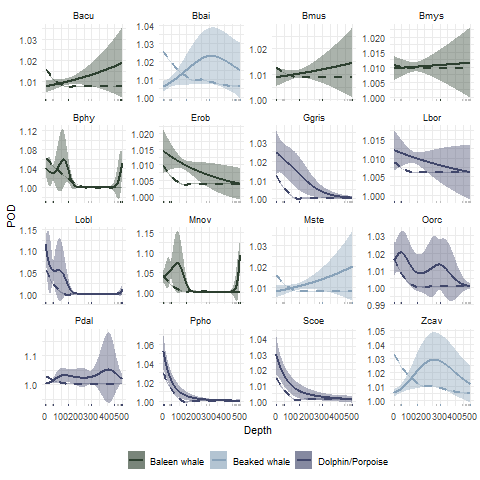 Bacu Bbai Bmus Bmys
1.03 1.02 1.01
1.04 1.03 1.02 1.01 1.00
1.02 1.01 1.00
1.020 1.015 1.010 1.005 1.000
Bphy Erob Ggris Lbor
1.12 1.08 1.04 1.00
1.020 1.015 1.010 1.005 1.000
1.03 1.02 1.01 1.00
1.015 1.010 1.005 1.000
Lobl Mnov Mste Oorc
1.15 1.10 1.05 1.00
1.15 1.10 1.05 1.00
1.03 1.02 1.01
1.03 1.02 1.01 1.00 0.99
Pdal Ppho Scoe Zcav
1.1 1.0
1.06 1.04 1.02 1.00
1.04 1.03 1.02 1.01 1.00
1.05 1.04 1.03 1.02 1.01 1.00
POD
0 100200300400500 0 100200300400500 0 100200300400500 0 100200300400500
Depth
Baleen whale Beaked whale Dolphin/Porpoise